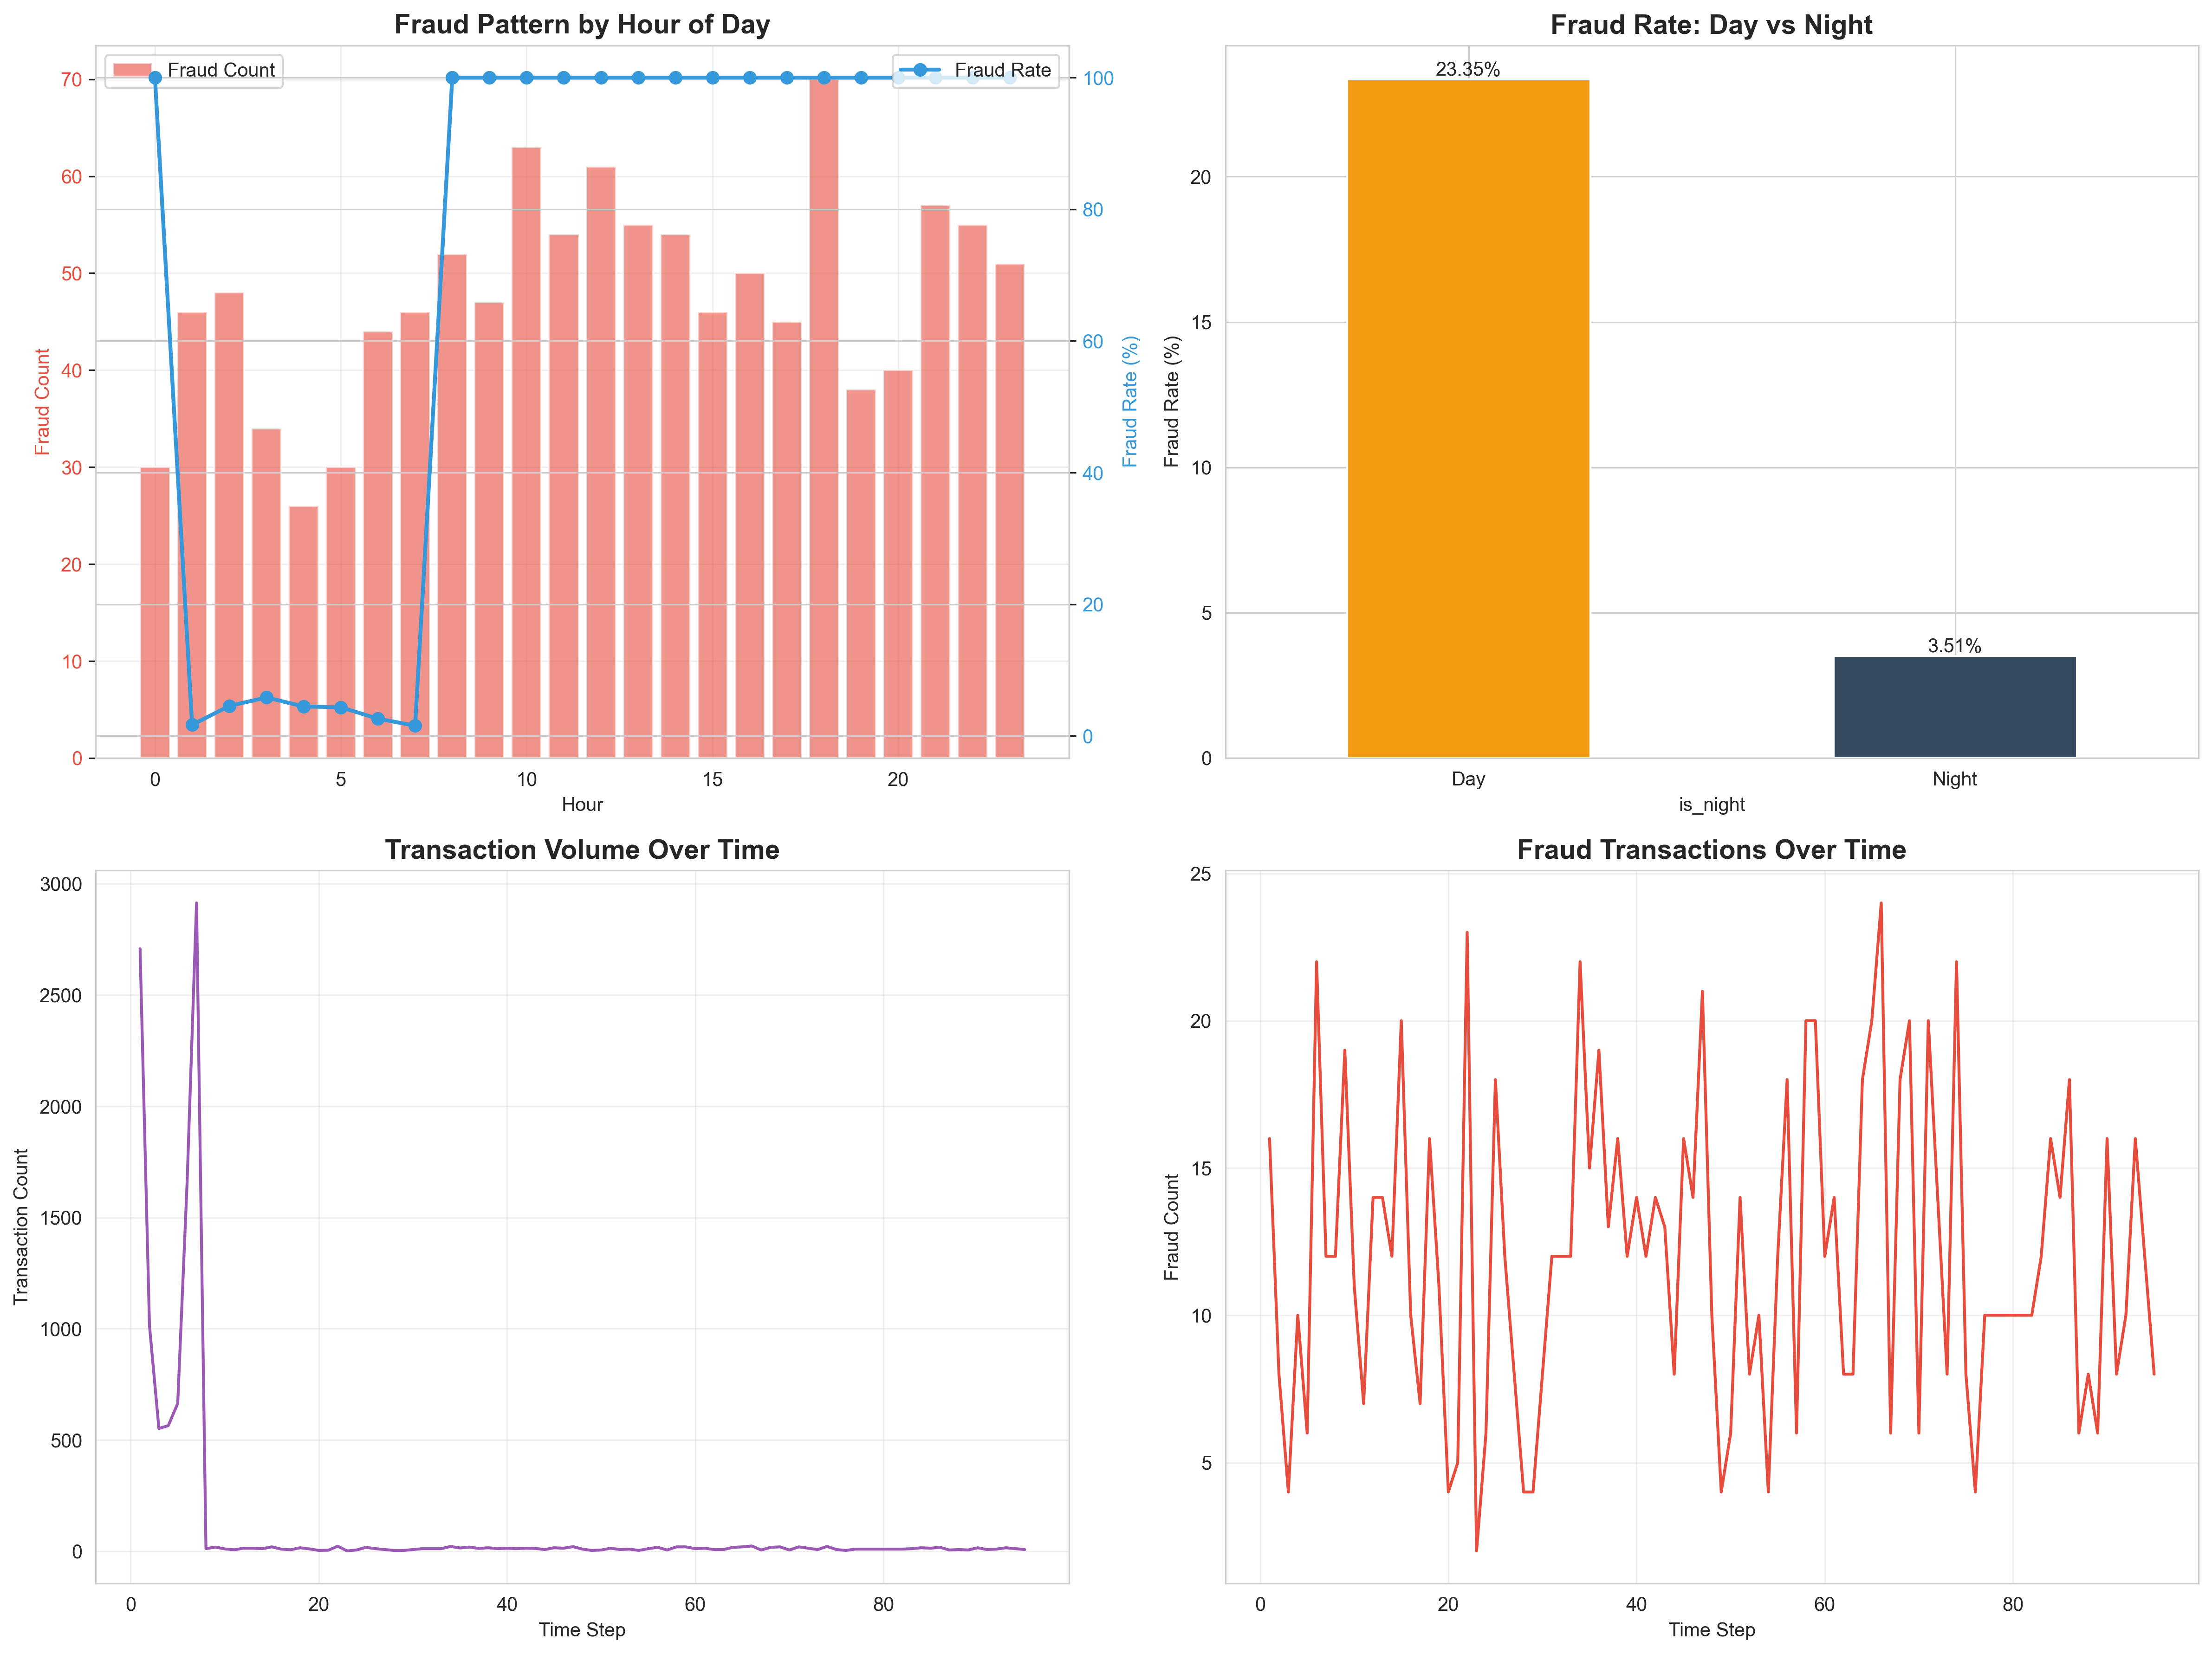 Fraud Pattern by Hour of Day
Fraud Count
Fraud Rate
70
60
50
40
30
20
10
0
Fraud Count
100
80
60
40
20
0
Fraud Rate (%)
0 5 10 15 20
Hour
Fraud Rate: Day vs Night
23.35%
3.51%
20
15
10
5
0
Fraud Rate (%)
Day Night
is_night
Transaction Volume Over Time
3000
2500
2000
1500
1000
500
0
Transaction Count
0 20 40 60 80
Time Step
Fraud Transactions Over Time
25
20
15
10
5
Fraud Count
0 20 40 60 80
Time Step